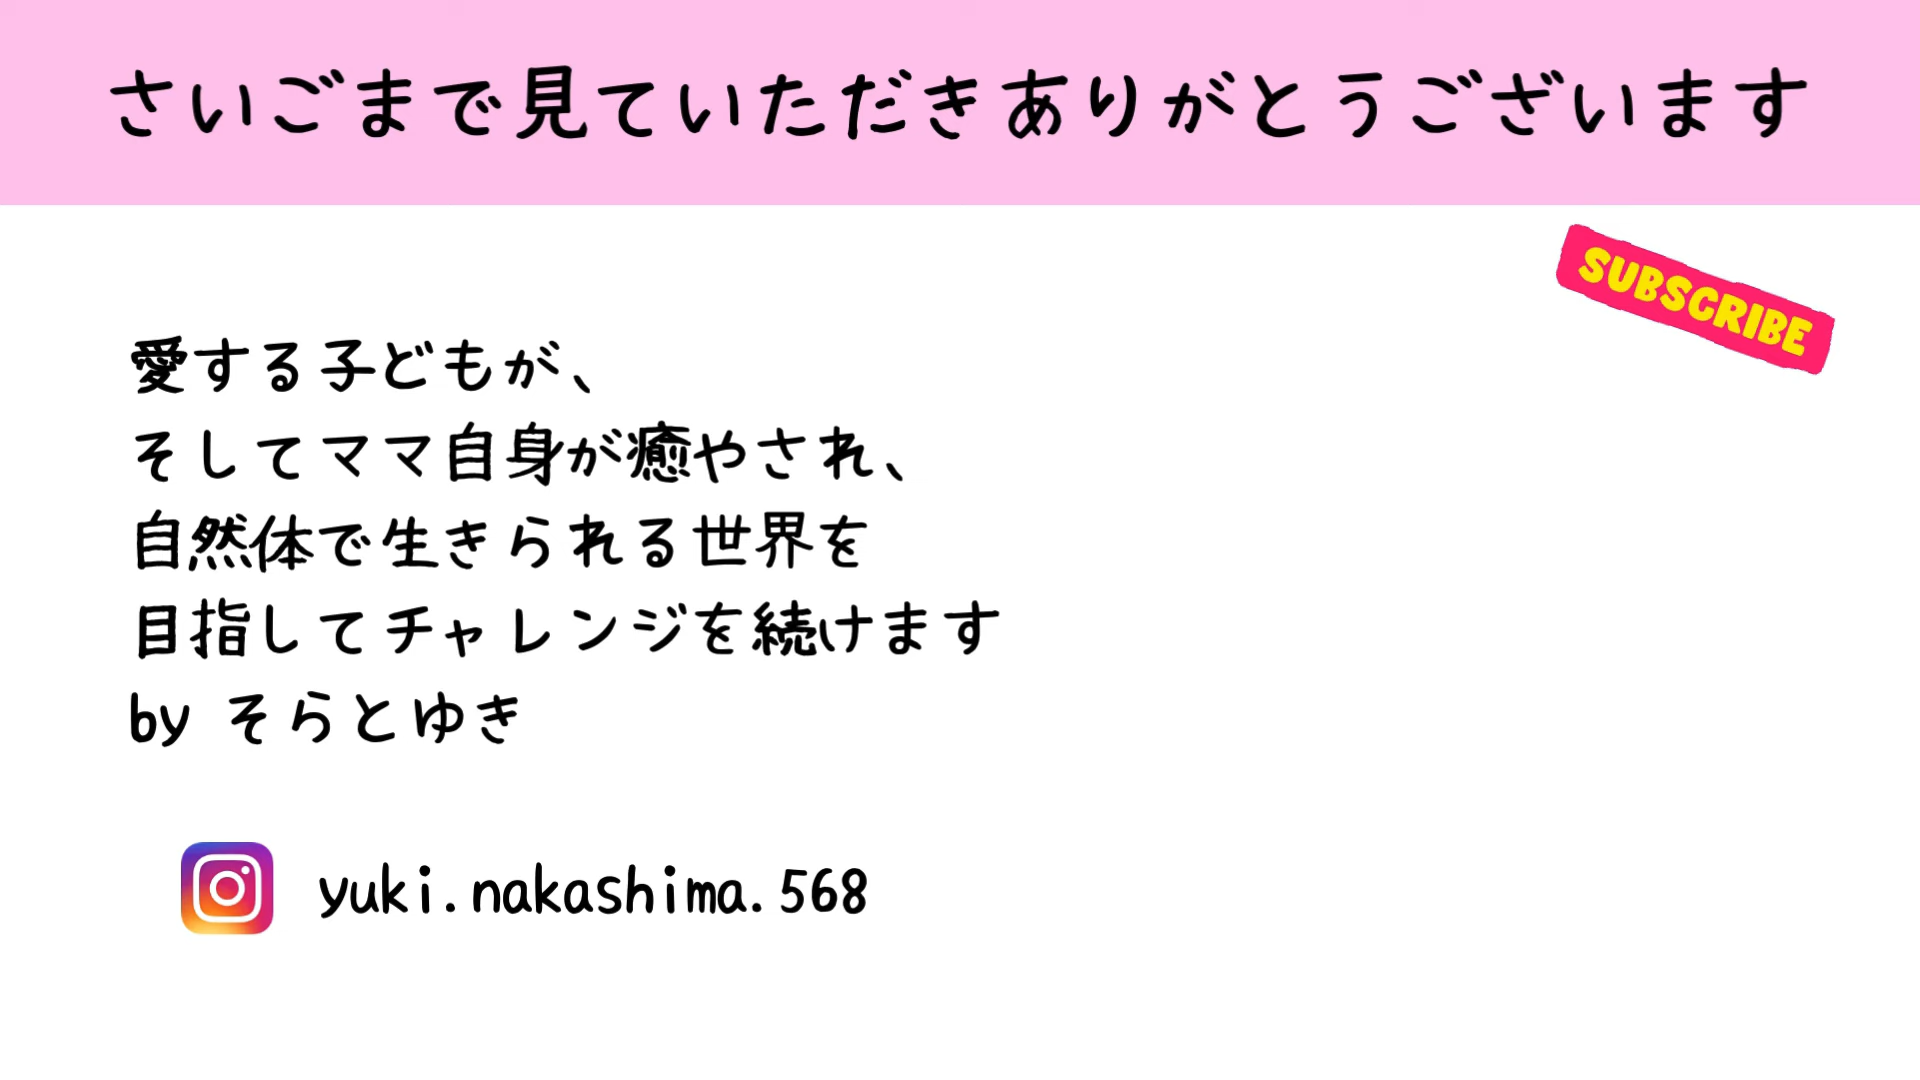 さいごまで見ていただきありがとうございます
SUBSCRIBE
愛する子どもが、
そしてママ自身が癒やされ、
自然体で生きられる世界を
目指してチャレンジを続けます
by そらとゆき
yuki.nakashima.568